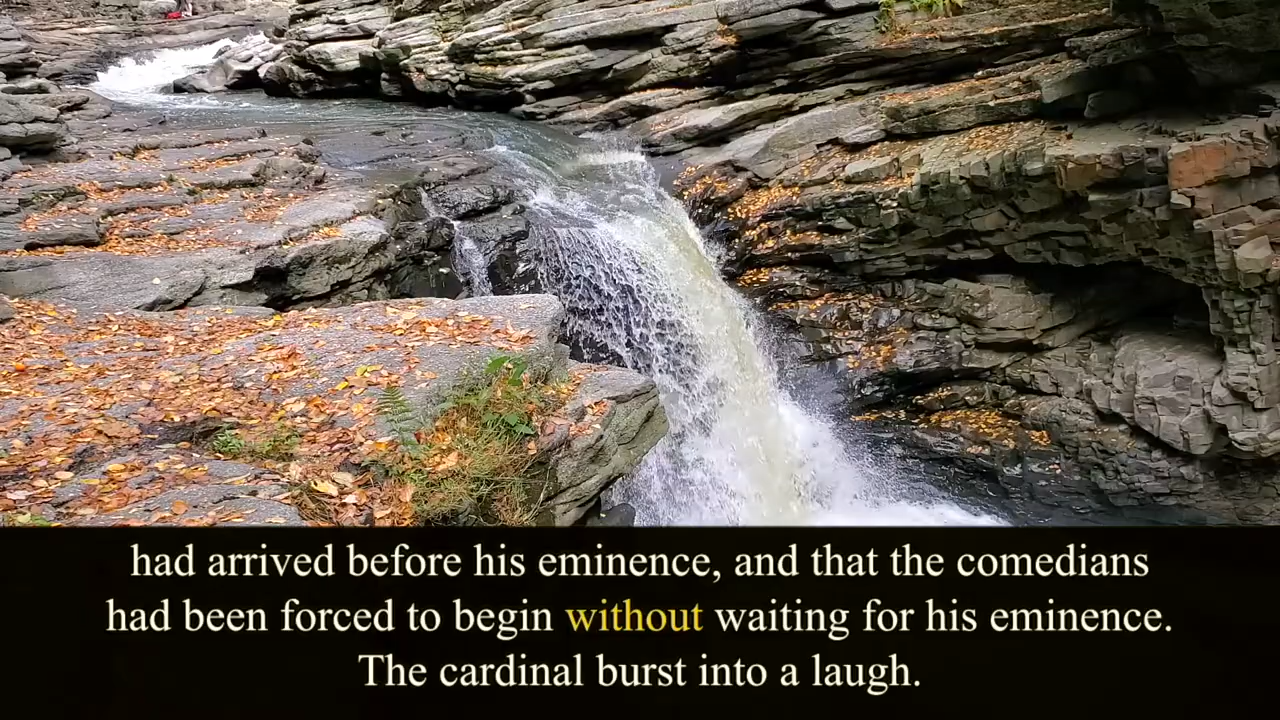 had arrived before his eminence, and that the comedians
had been forced to begin without waiting for his eminence.
The cardinal burst into a laugh.